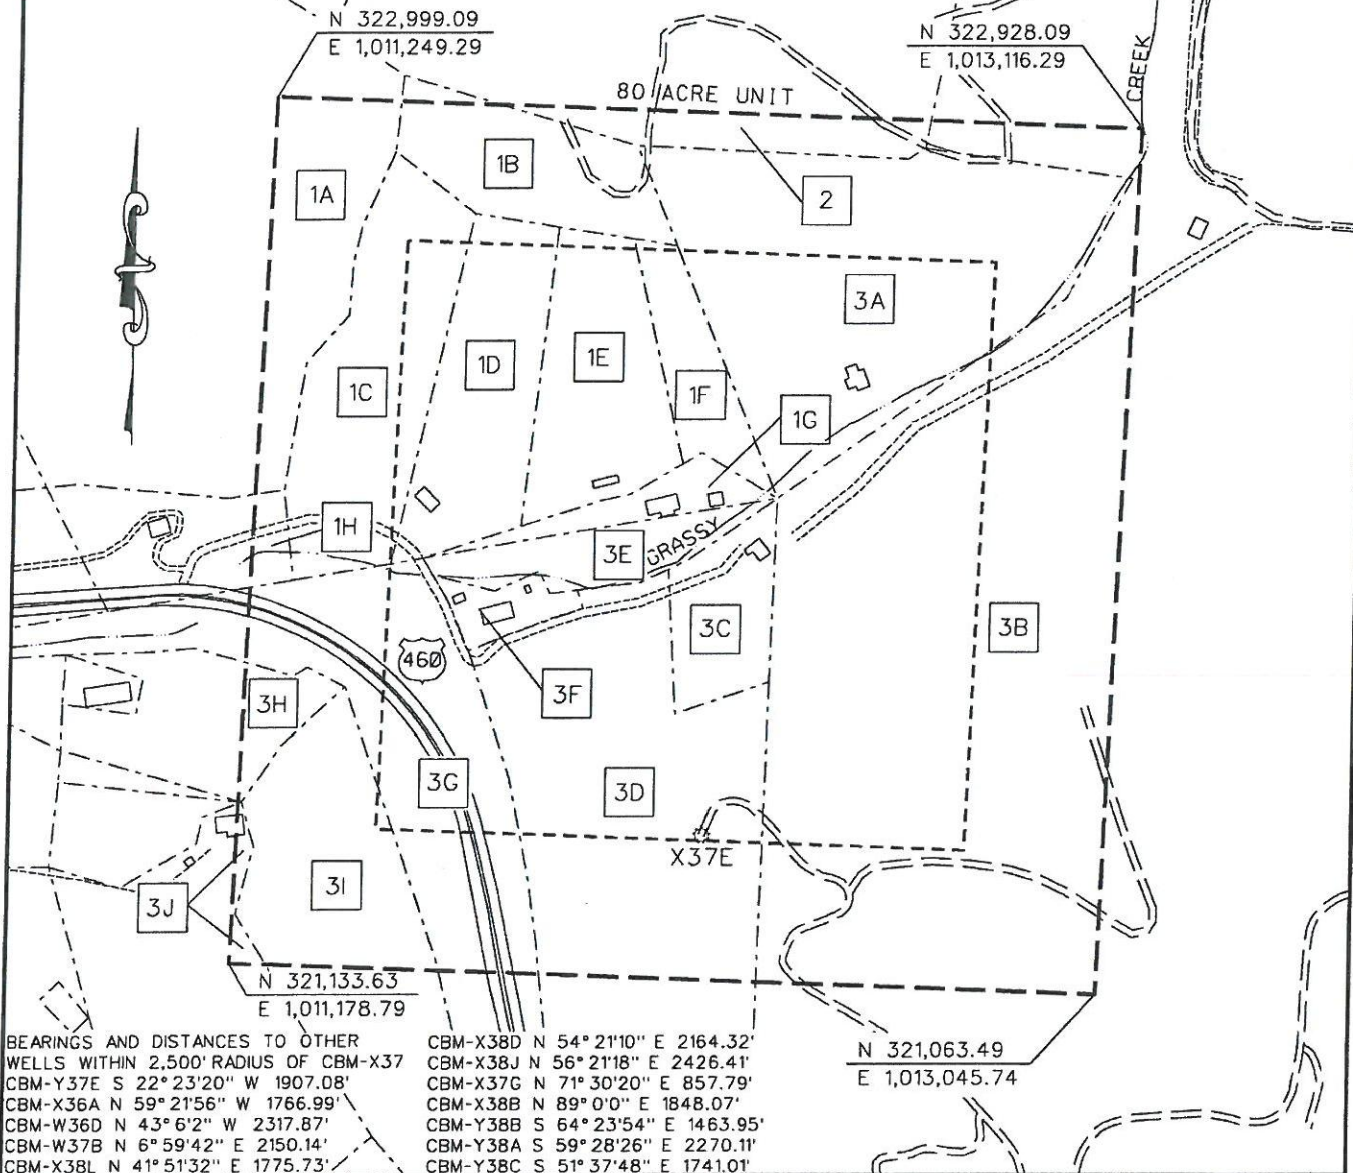 N 322,999.09
E 1,011,249.29
N 322,928.09
E 1,013,116.29
CREEK
80 ACRE UNIT
1B
1A
2
3A
1D
1E
1C
1F
1G
1H
3E
GRASSY
3C
3B
460
3F
3H
3G
3D
X37E
3I
3J
N 321,133.63
E 1,011,178.79
N 321,063.49
E 1,013,045.74
BEARINGS AND DISTANCES TO OTHER
WELLS WITHIN 2,500' RADIUS OF CBM-X37
CBM-Y37E S 22° 23'20" W 1907.08'
CBM-X36A N 59° 21'56" W 1766.99'
CBM-W36D N 43° 6'2" W 2317.87'
CBM-W37B N 6° 59'42" E 2150.14'
CBM-X38L N 41° 51'32" E 1775.73'
CBM-X38D N 54° 21'10" E 2164.32'
CBM-X38J N 56° 21'18" E 2426.41'
CBM-X37G N 71° 30'20" E 857.79'
CBM-X38B N 89° 0'0" E 1848.07'
CBM-Y38B S 64° 23'54" E 1463.95'
CBM-Y38A S 59° 28'26" E 2270.11'
CBM-Y38C S 51° 37'48" E 1741.01'